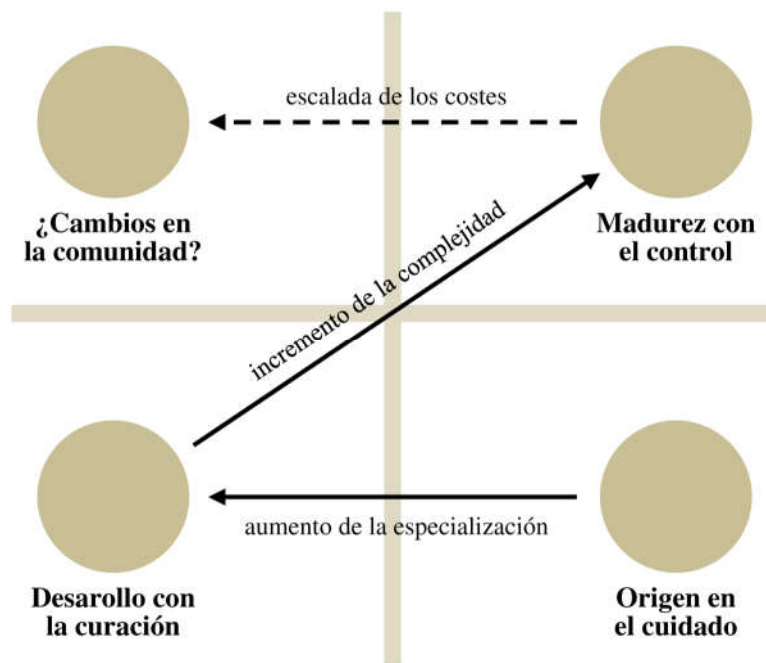 escalada de los costes
¿Cambios en
la comunidad?
Madurez con
el control
incremento de la complejidad
aumento de la especialización
Desarollo con
la curación
Origen en
el cuidado